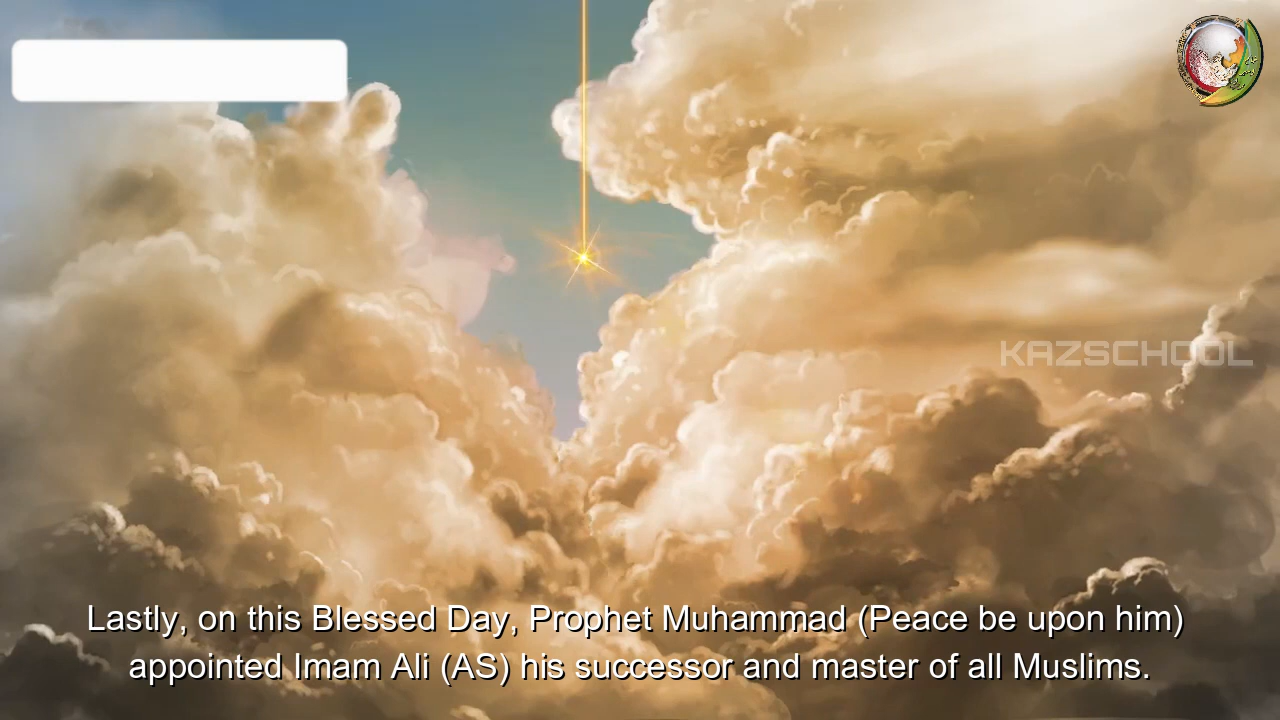 KAZSCHOOL
Lastly, on this Blessed Day, Prophet Muhammad (Peace be upon him)
appointed Imam Ali (AS) his successor and master of all Muslims.